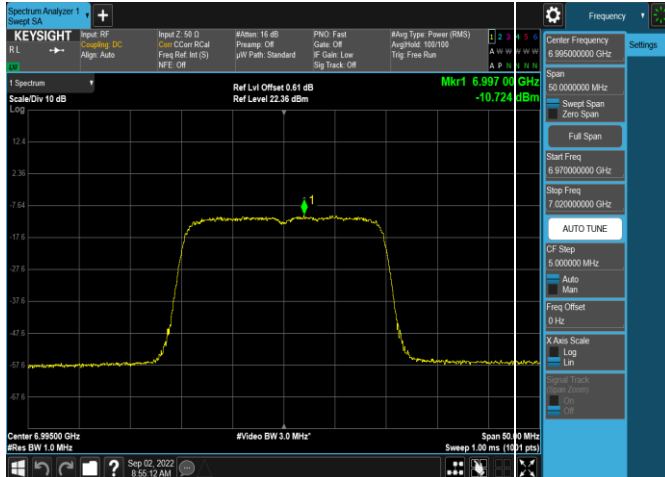 Spectrum Analyzer 1
Swept SA
+
Frequency
KEYSIGHT
R L
Input: RF
Coupling: DC
Align: Auto
Input Z: 50 Ω
Corr CCorr RCal
Freq Ref: Int (S)
NFE: Off
#Atten: 16 dB
Preamp: Off
µW Path: Standard
PNO: Fast
Gate: Off
IF Gain: Low
Sig Track: Off
#Avg Type: Power (RMS)
Avg|Hold: 100/100
Trig: Free Run
1 2 3 4 5 6
A W W W W W
A P N N N N
Center Frequency
6.995000000 GHz
Settings
Span
50.0000000 MHz
Swept Span
Zero Span
Full Span
Start Freq
6.970000000 GHz
Stop Freq
7.020000000 GHz
AUTO TUNE
CF Step
5.000000 MHz
Auto
Man
Freq Offset
0 Hz
X Axis Scale
Log
Lin
Signal Track
(Span Zoom)
On
Off
1 Spectrum
Scale/Div 10 dB
Log
Ref Lvl Offset 0.61 dB
Ref Level 22.36 dBm
Mkr1 6.997 00 GHz
-10.724 dBm
12.4
2.36
-7.64
-17.6
-27.6
-37.6
-47.6
-57.6
-67.6
1
Center 6.99500 GHz
#Res BW 1.0 MHz
#Video BW 3.0 MHz*
Span 50.00 MHz
Sweep 1.00 ms (1001 pts)
?
Sep 02, 2022
8:55:12 AM